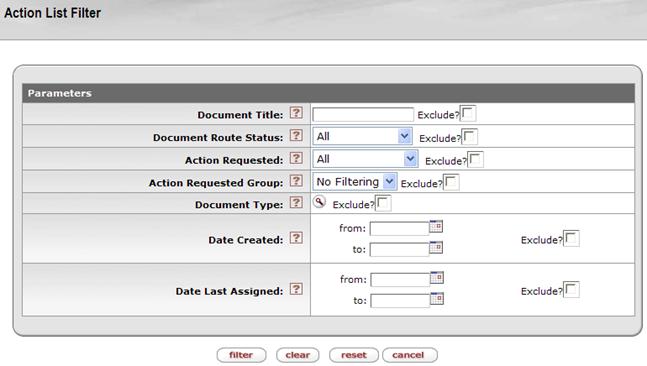 Action List Filter
Parameters
Document Title: ? Exclude?
Document Route Status: ? All Exclude?
Action Requested: ? All Exclude?
Action Requested Group: ? No Filtering Exclude?
Document Type: ? Exclude?
Date Created: ? from: to: Exclude?
Date Last Assigned: ? from: to: Exclude?
filter clear reset cancel